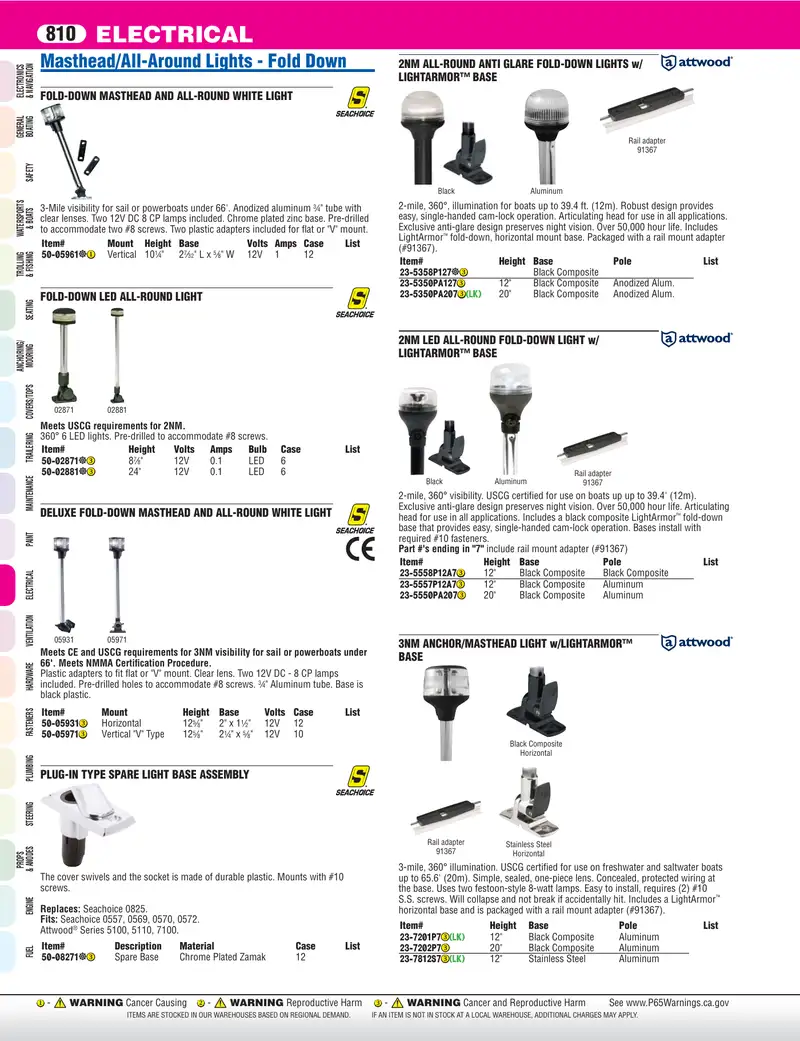 810 ELECTRICAL
Masthead/All-Around Lights - Fold Down
ELECTRONICS
& NAVIGATION
GENERAL
BOATING
SAFETY
WATERSPORTS
& BOATS
TROLLING
& FISHING
SEATING
ANCHORING/
MOORING
COVERS/TOPS
TRAILERING
MAINTENANCE
PAINT
ELECTRICAL
VENTILATION
HARDWARE
FASTENERS
PLUMBING
STEERING
PROPS
& ANODES
ENGINE
FUEL
FOLD-DOWN MASTHEAD AND ALL-ROUND WHITE LIGHT
SEACHOICE
3-Mile visibility for sail or powerboats under 66'. Anodized aluminum ¾" tube with
clear lenses. Two 12V DC 8 CP lamps included. Chrome plated zinc base. Pre-drilled
to accommodate two #8 screws. Two plastic adapters included for flat or "V" mount.
Item# Mount Height Base Volts Amps Case List
50-05961 1 Vertical 10¼" 2⁷⁄₃₂" L x ⁵⁄₈" W 12V 1 12
FOLD-DOWN LED ALL-ROUND LIGHT
SEACHOICE
02871 02881
Meets USCG requirements for 2NM.
360° 6 LED lights. Pre-drilled to accommodate #8 screws.
Item# Height Volts Amps Bulb Case List
50-02871 3 8⅞" 12V 0.1 LED 6
50-02881 3 24" 12V 0.1 LED 6
DELUXE FOLD-DOWN MASTHEAD AND ALL-ROUND WHITE LIGHT
SEACHOICE
CE
05931 05971
Meets CE and USCG requirements for 3NM visibility for sail or powerboats under
66'. Meets NMMA Certification Procedure.
Plastic adapters to fit flat or "V" mount. Clear lens. Two 12V DC - 8 CP lamps
included. Pre-drilled holes to accommodate #8 screws. ¾" Aluminum tube. Base is
black plastic.
Item# Mount Height Base Volts Case List
50-05931 3 Horizontal 12⅝" 2" x 1½" 12V 12
50-05971 3 Vertical "V" Type 12⅝" 2¼" x ⅝" 12V 10
PLUG-IN TYPE SPARE LIGHT BASE ASSEMBLY
SEACHOICE
The cover swivels and the socket is made of durable plastic. Mounts with #10
screws.
Replaces: Seachoice 0825.
Fits: Seachoice 0557, 0569, 0570, 0572.
Attwood® Series 5100, 5110, 7100.
Item# Description Material Case List
50-08271 3 Spare Base Chrome Plated Zamak 12
2NM ALL-ROUND ANTI GLARE FOLD-DOWN LIGHTS w/
LIGHTARMOR™ BASE
attwood®
Rail adapter
91367
Black Aluminum
2-mile, 360°, illumination for boats up to 39.4 ft. (12m). Robust design provides
easy, single-handed cam-lock operation. Articulating head for use in all applications.
Exclusive anti-glare design preserves night vision. Over 50,000 hour life. Includes
LightArmor™ fold-down, horizontal mount base. Packaged with a rail mount adapter
(#91367).
Item# Height Base Pole List
23-5358P127 3 Black Composite
23-5350PA127 3 12" Black Composite Anodized Alum.
23-5350PA207 3 (LK) 20" Black Composite Anodized Alum.
2NM LED ALL-ROUND FOLD-DOWN LIGHT w/
LIGHTARMOR™ BASE
attwood®
Rail adapter
Black Aluminum 91367
2-mile, 360° visibility. USCG certified for use on boats up up to 39.4' (12m).
Exclusive anti-glare design preserves night vision. Over 50,000 hour life. Articulating
head for use in all applications. Includes a black composite LightArmor™ fold-down
base that provides easy, single-handed cam-lock operation. Bases install with
required #10 fasteners.
Part #'s ending in "7" include rail mount adapter (#91367)
Item# Height Base Pole List
23-5558P12A7 3 12" Black Composite Black Composite
23-5557P12A7 3 12" Black Composite Aluminum
23-5550PA207 3 20" Black Composite Aluminum
3NM ANCHOR/MASTHEAD LIGHT w/LIGHTARMOR™
BASE
attwood®
Black Composite
Horizontal
Rail adapter
91367
Stainless Steel
Horizontal
3-mile, 360° illumination. USCG certified for use on freshwater and saltwater boats
up to 65.6' (20m). Simple, sealed, one-piece lens. Concealed, protected wiring at
the base. Uses two festoon-style 8-watt lamps. Easy to install, requires (2) #10
S.S. screws. Will collapse and not break if accidentally hit. Includes a LightArmor™
horizontal base and is packaged with a rail mount adapter (#91367).
Item# Height Base Pole List
23-7201P7 3 (LK) 12" Black Composite Aluminum
23-7202P7 3 20" Black Composite Aluminum
23-7812S7 3 (LK) 12" Stainless Steel Aluminum
1 - WARNING Cancer Causing 2 - WARNING Reproductive Harm 3 - WARNING Cancer and Reproductive Harm See www.P65Warnings.ca.gov
ITEMS ARE STOCKED IN OUR WAREHOUSES BASED ON REGIONAL DEMAND. IF AN ITEM IS NOT IN STOCK AT A LOCAL WAREHOUSE, ADDITIONAL CHARGES MAY APPLY.